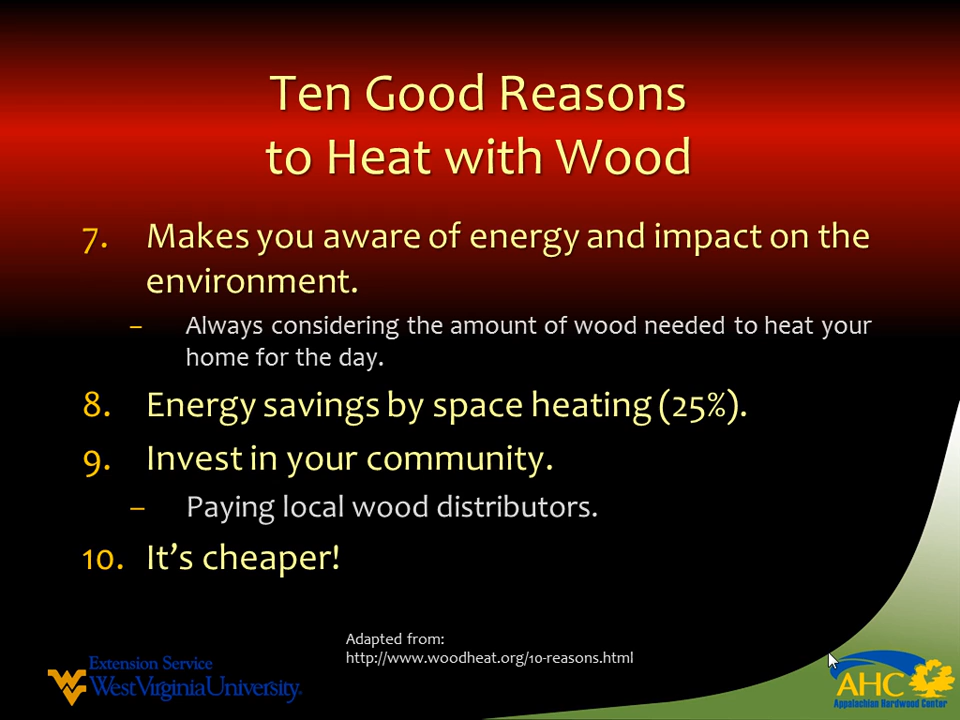 Ten Good Reasons
to Heat with Wood
7. Makes you aware of energy and impact on the
environment.
– Always considering the amount of wood needed to heat your
home for the day.
8. Energy savings by space heating (25%).
9. Invest in your community.
– Paying local wood distributors.
10. It’s cheaper!
Adapted from:
http://www.woodheat.org/10-reasons.html
Extension Service
West Virginia University.
AHC
Appalachian Hardwood Center